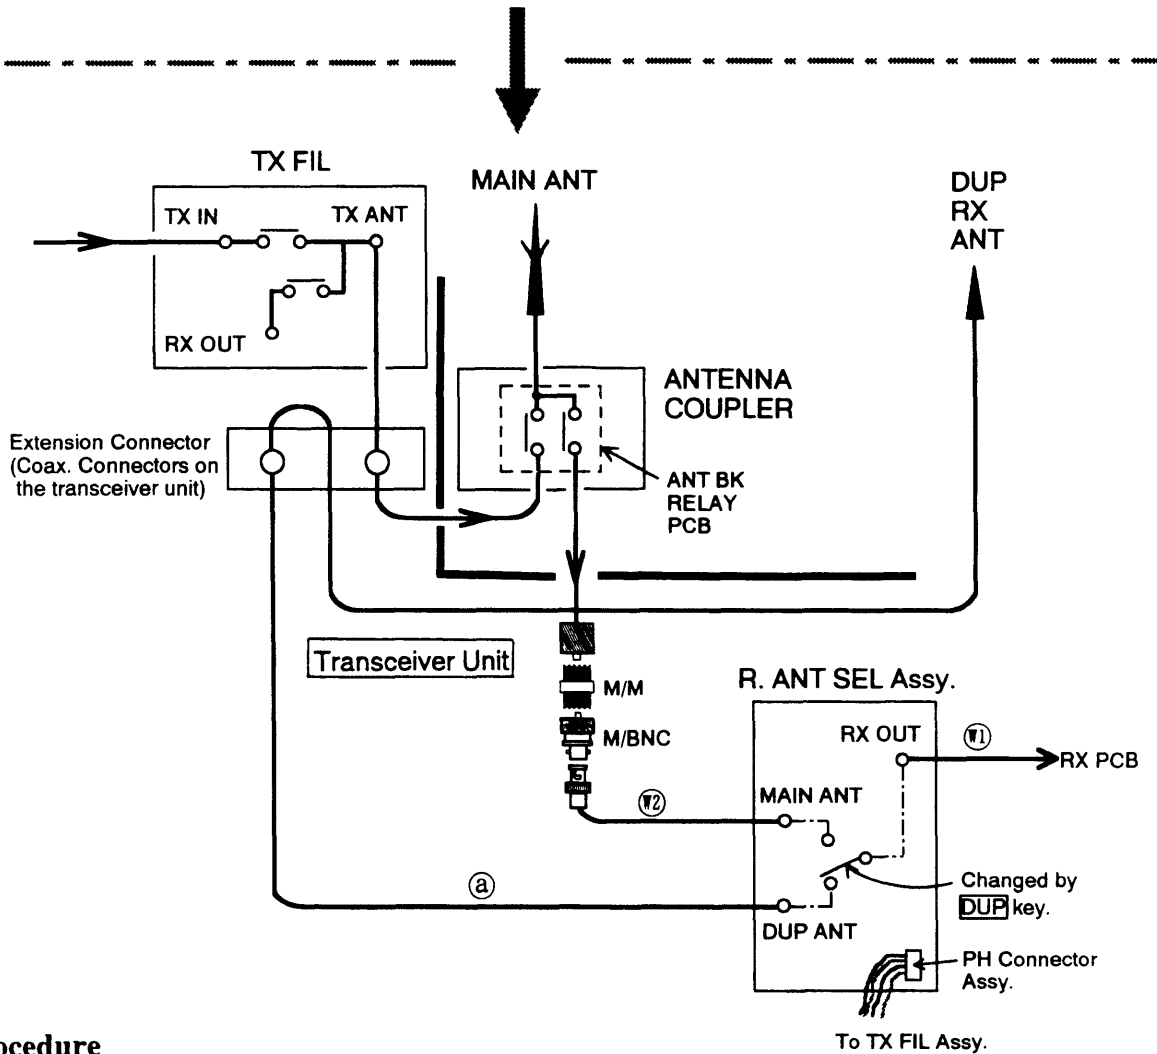 TX FIL
MAIN ANT
DUP
RX
ANT
TX IN
TX ANT
RX OUT
ANTENNA
COUPLER
Extension Connector
(Coax. Connectors on
the transceiver unit)
ANT BK
RELAY
PCB
Transceiver Unit
M/M
M/BNC
R. ANT SEL Assy.
RX OUT
W1
RX PCB
MAIN ANT
W2
a
Changed by
DUP key.
DUP ANT
PH Connector
Assy.
To TX FIL Assy.